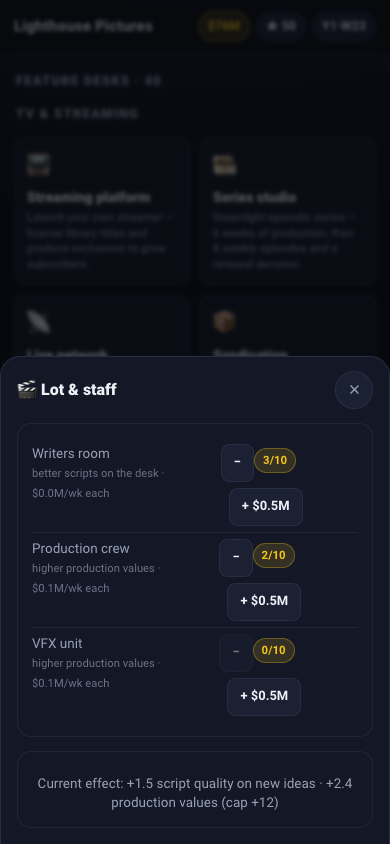 Lighthouse Pictures
$76M
★ 50
Y1·W23
FEATURE DESKS · 40
TV & STREAMING
Streaming platform
Series studio
Launch your own streamer —
license library titles and
produce exclusives to grow
subscribers.
Greenlight episodic series —
6 weeks of production, then
8 weekly episodes and a
renewal decision.
Live network
Syndication
🎬 Lot & staff
✕
Writers room
better scripts on the desk ·
$0.0M/wk each
−
3/10
+ $0.5M
Production crew
higher production values ·
$0.1M/wk each
−
2/10
+ $0.5M
VFX unit
higher production values ·
$0.1M/wk each
−
0/10
+ $0.5M
Current effect: +1.5 script quality on new ideas · +2.4
production values (cap +12)